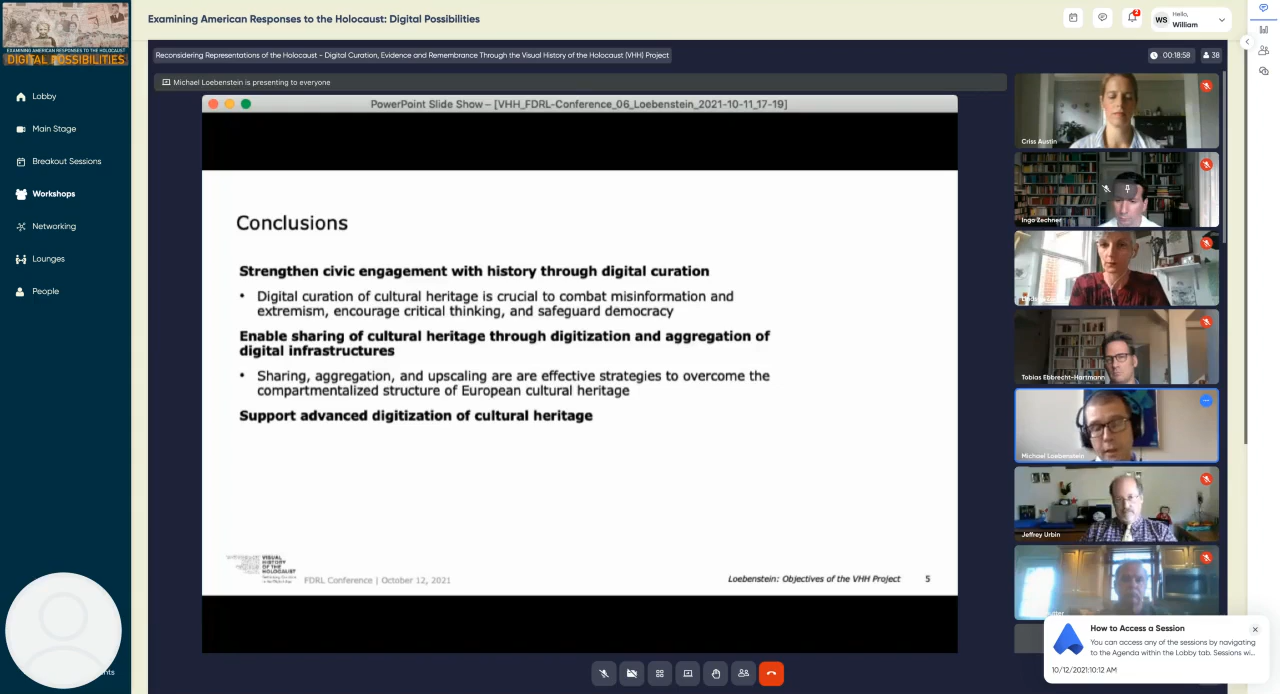 EXAMINING AMERICAN RESPONSES TO THE HOLOCAUST
DIGITAL POSSIBILITIES
Lobby
Main Stage
Breakout Sessions
Workshops
Networking
Lounges
People
nts
Examining American Responses to the Holocaust: Digital Possibilities
WS
Hello,
William
Reconsidering Representations of the Holocaust - Digital Curation, Evidence and Remembrance Through the Visual History of the Holocaust (VHH) Project
00:18:58
38
Michael Loebenstein is presenting to everyone
PowerPoint Slide Show – [VHH_FDRL-Conference_06_Loebenstein_2021-10-11_17-19]
Conclusions
Strengthen civic engagement with history through digital curation
• Digital curation of cultural heritage is crucial to combat misinformation and
extremism, encourage critical thinking, and safeguard democracy
Enable sharing of cultural heritage through digitization and aggregation of
digital infrastructures
• Sharing, aggregation, and upscaling are are effective strategies to overcome the
compartmentalized structure of European cultural heritage
Support advanced digitization of cultural heritage
VISUAL
HISTORY
OF THE
HOLOCAUST
FDRL Conference | October 12, 2021
Loebenstein: Objectives of the VHH Project
5
Criss Austin
Ingo Zechner
Tobias Ebbrecht-Hartmann
Michael Loebenstein
Jeffrey Urbin
How to Access a Session
You can access any of the sessions by navigating
to the Agenda within the Lobby tab. Sessions wi...
10/12/2021:10:12 AM